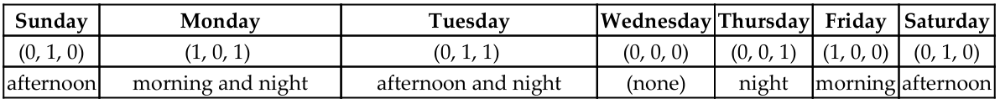 Sunday Monday Tuesday Wednesday Thursday Friday Saturday
(0, 1, 0) (1, 0, 1) (0, 1, 1) (0, 0, 0) (0, 0, 1) (1, 0, 0) (0, 1, 0)
afternoon morning and night afternoon and night (none) night morning afternoon